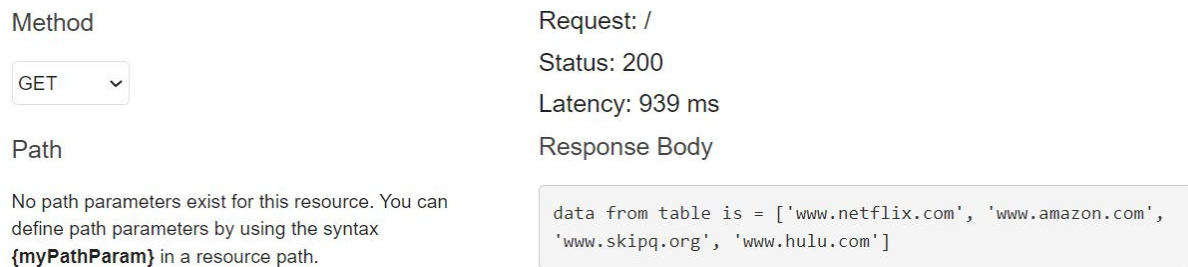 Method
GET
Path
No path parameters exist for this resource. You can
define path parameters by using the syntax
{myPathParam} in a resource path.
Request: /
Status: 200
Latency: 939 ms
Response Body
data from table is = ['www.netflix.com', 'www.amazon.com',
'www.skipq.org', 'www.hulu.com']